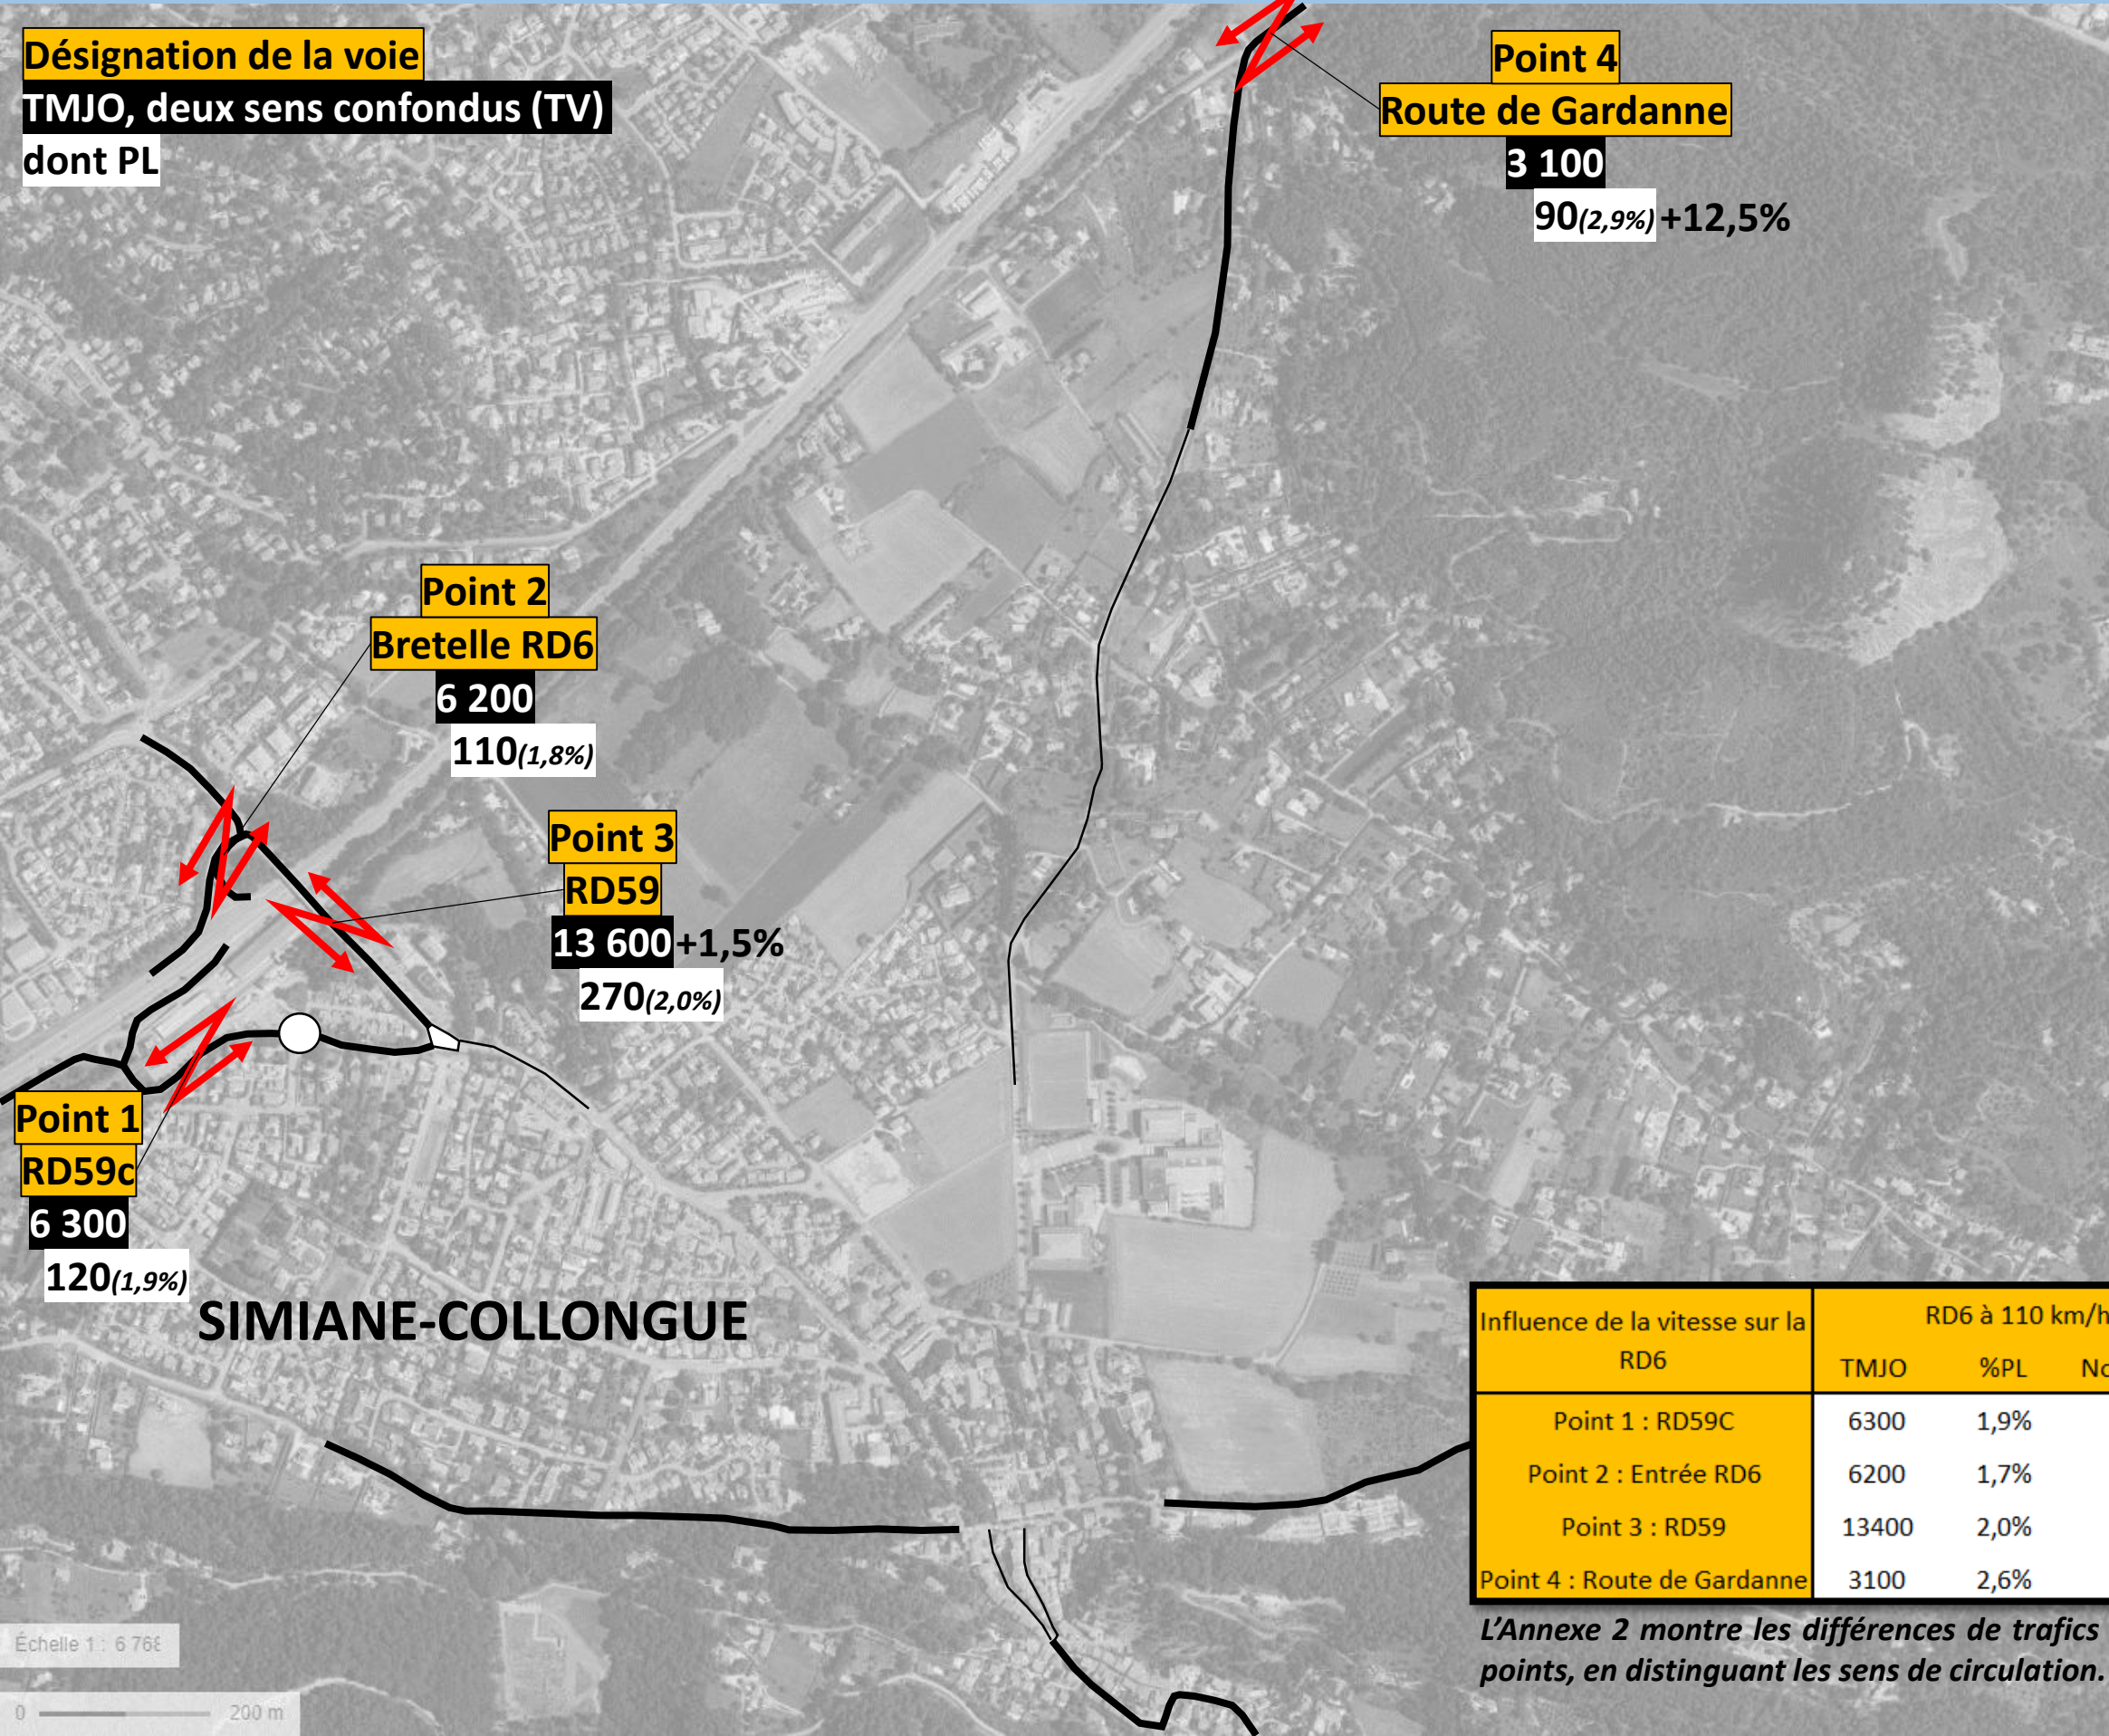 Désignation de la voie
TMJO, deux sens confondus (TV)
dont PL
Point 4
Route de Gardanne
3 100
90(2,9%) +12,5%
Point 2
Bretelle RD6
6 200
110(1,8%)
Point 3
RD59
13 600 +1,5%
270(2,0%)
Point 1
RD59c
6 300
120(1,9%)
SIMIANE-COLLONGUE
Influence de la vitesse sur la RD6
RD6 à 110 km/h
TMJO %PL
Point 1 : RD59C 6300 1,9%
Point 2 : Entrée RD6 6200 1,7%
Point 3 : RD59 13400 2,0%
Point 4 : Route de Gardanne 3100 2,6%
L'Annexe 2 montre les différences de trafics
points, en distinguant les sens de circulation.
Échelle 1 : 6 768
0 200 m